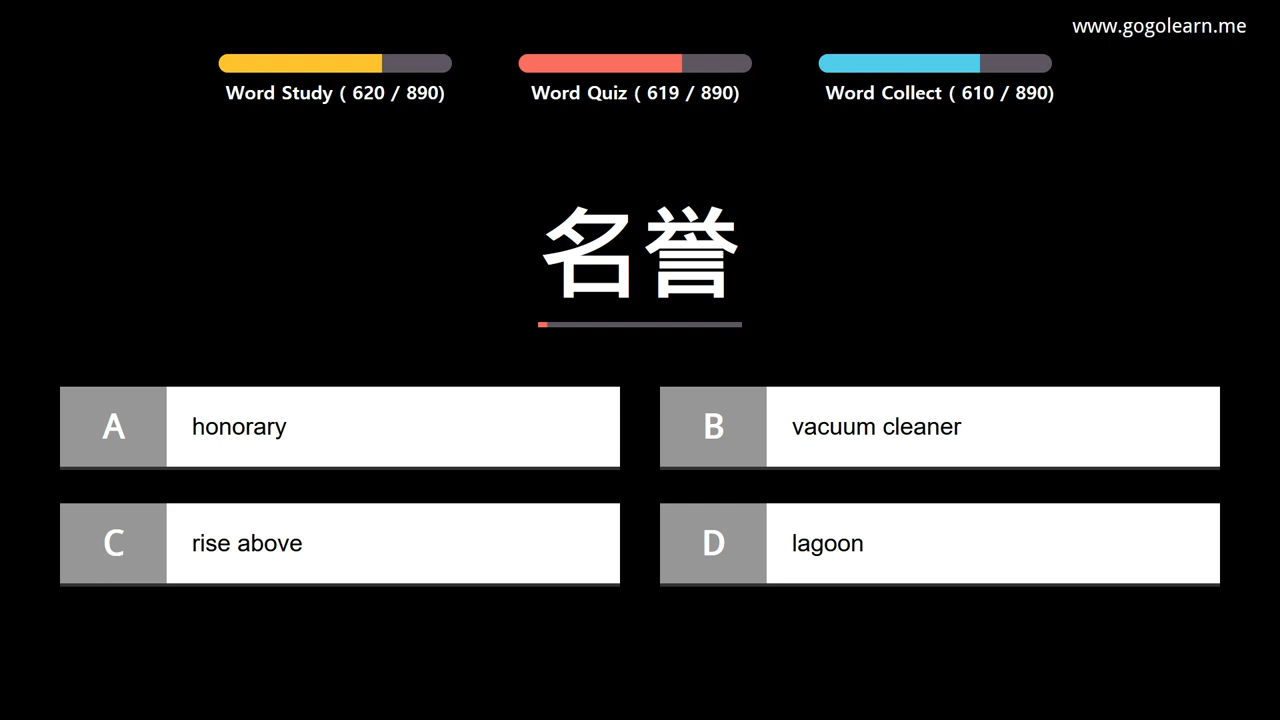 www.gogolearn.me
Word Study ( 620 / 890)
Word Quiz ( 619 / 890)
Word Collect ( 610 / 890)
名誉
A honorary
B vacuum cleaner
C rise above
D lagoon